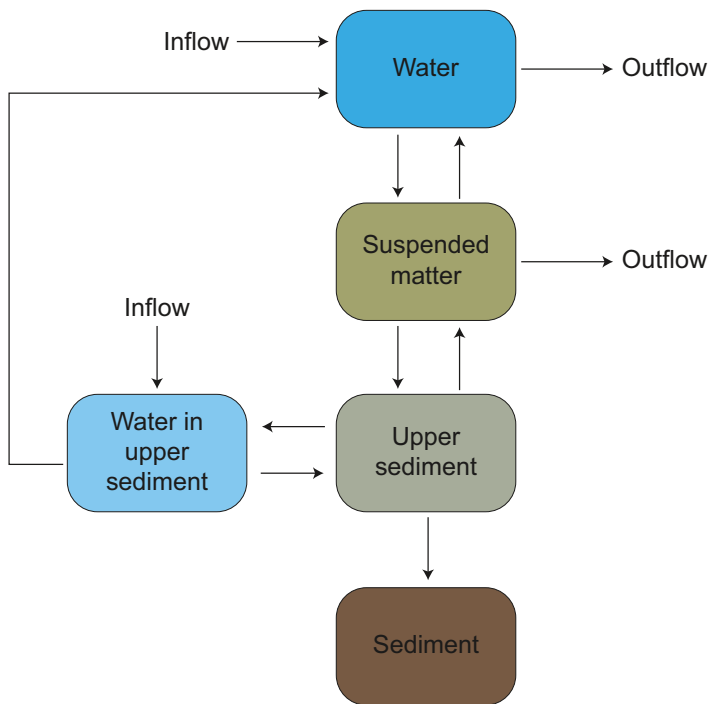 Inflow
Water
Outflow
Suspended
matter
Outflow
Inflow
Water in
upper
sediment
Upper
sediment
Sediment